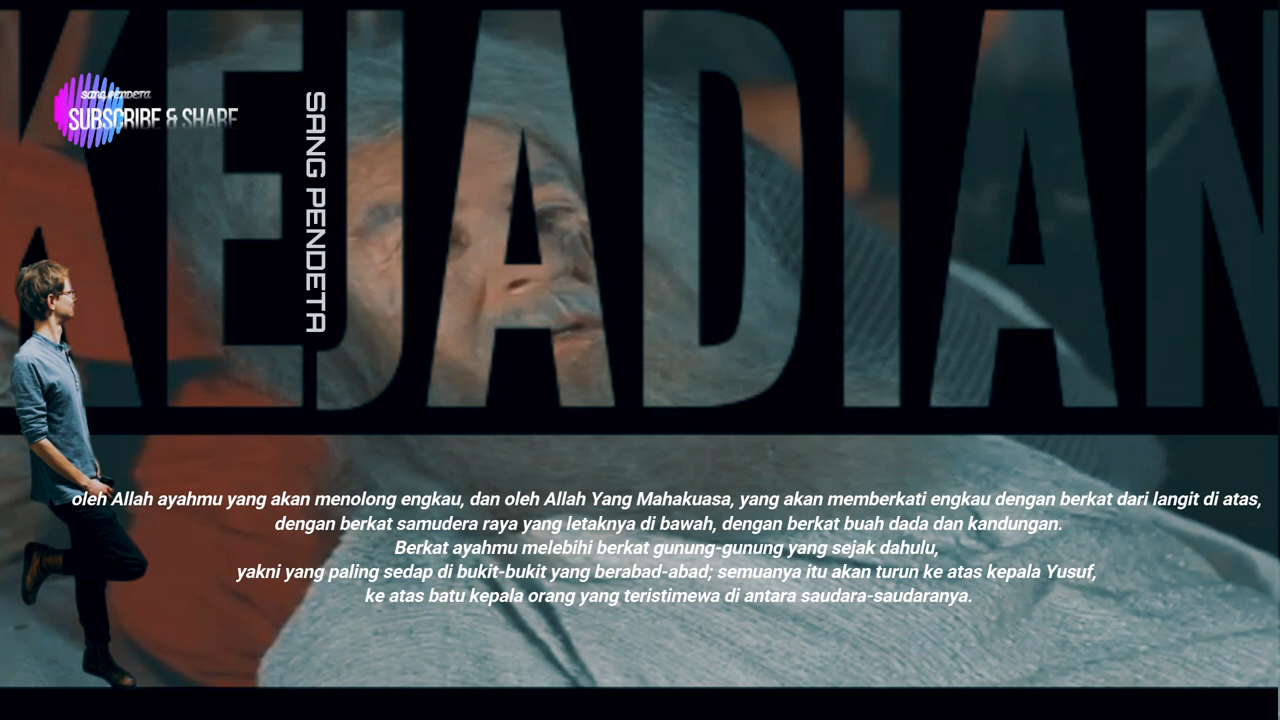 KEJADIAN
sang pendeta
SUBSCRIBE & SHARE
SANG PENDETA
oleh Allah ayahmu yang akan menolong engkau, dan oleh Allah Yang Mahakuasa, yang akan memberkati engkau dengan berkat dari langit di atas,
dengan berkat samudera raya yang letaknya di bawah, dengan berkat buah dada dan kandungan.
Berkat ayahmu melebihi berkat gunung-gunung yang sejak dahulu,
yakni yang paling sedap di bukit-bukit yang berabad-abad; semuanya itu akan turun ke atas kepala Yusuf,
ke atas batu kepala orang yang teristimewa di antara saudara-saudaranya.